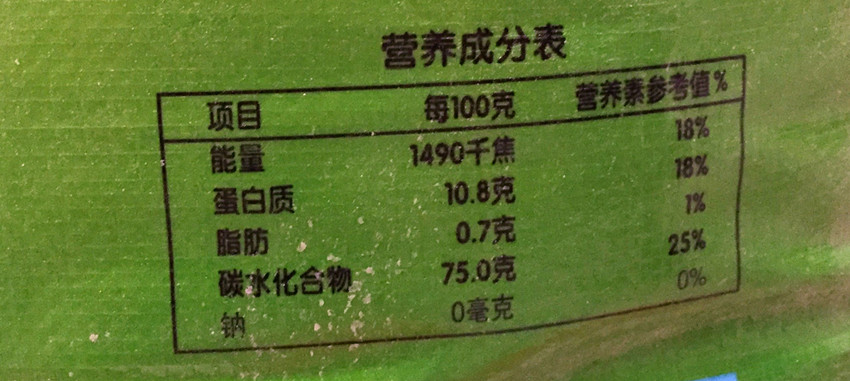 营养成分表
项目 每100克 营养素参考值%
能量 1490千焦 18%
蛋白质 10.8克 18%
脂肪 0.7克 1%
碳水化合物 75.0克 25%
钠 0毫克 0%